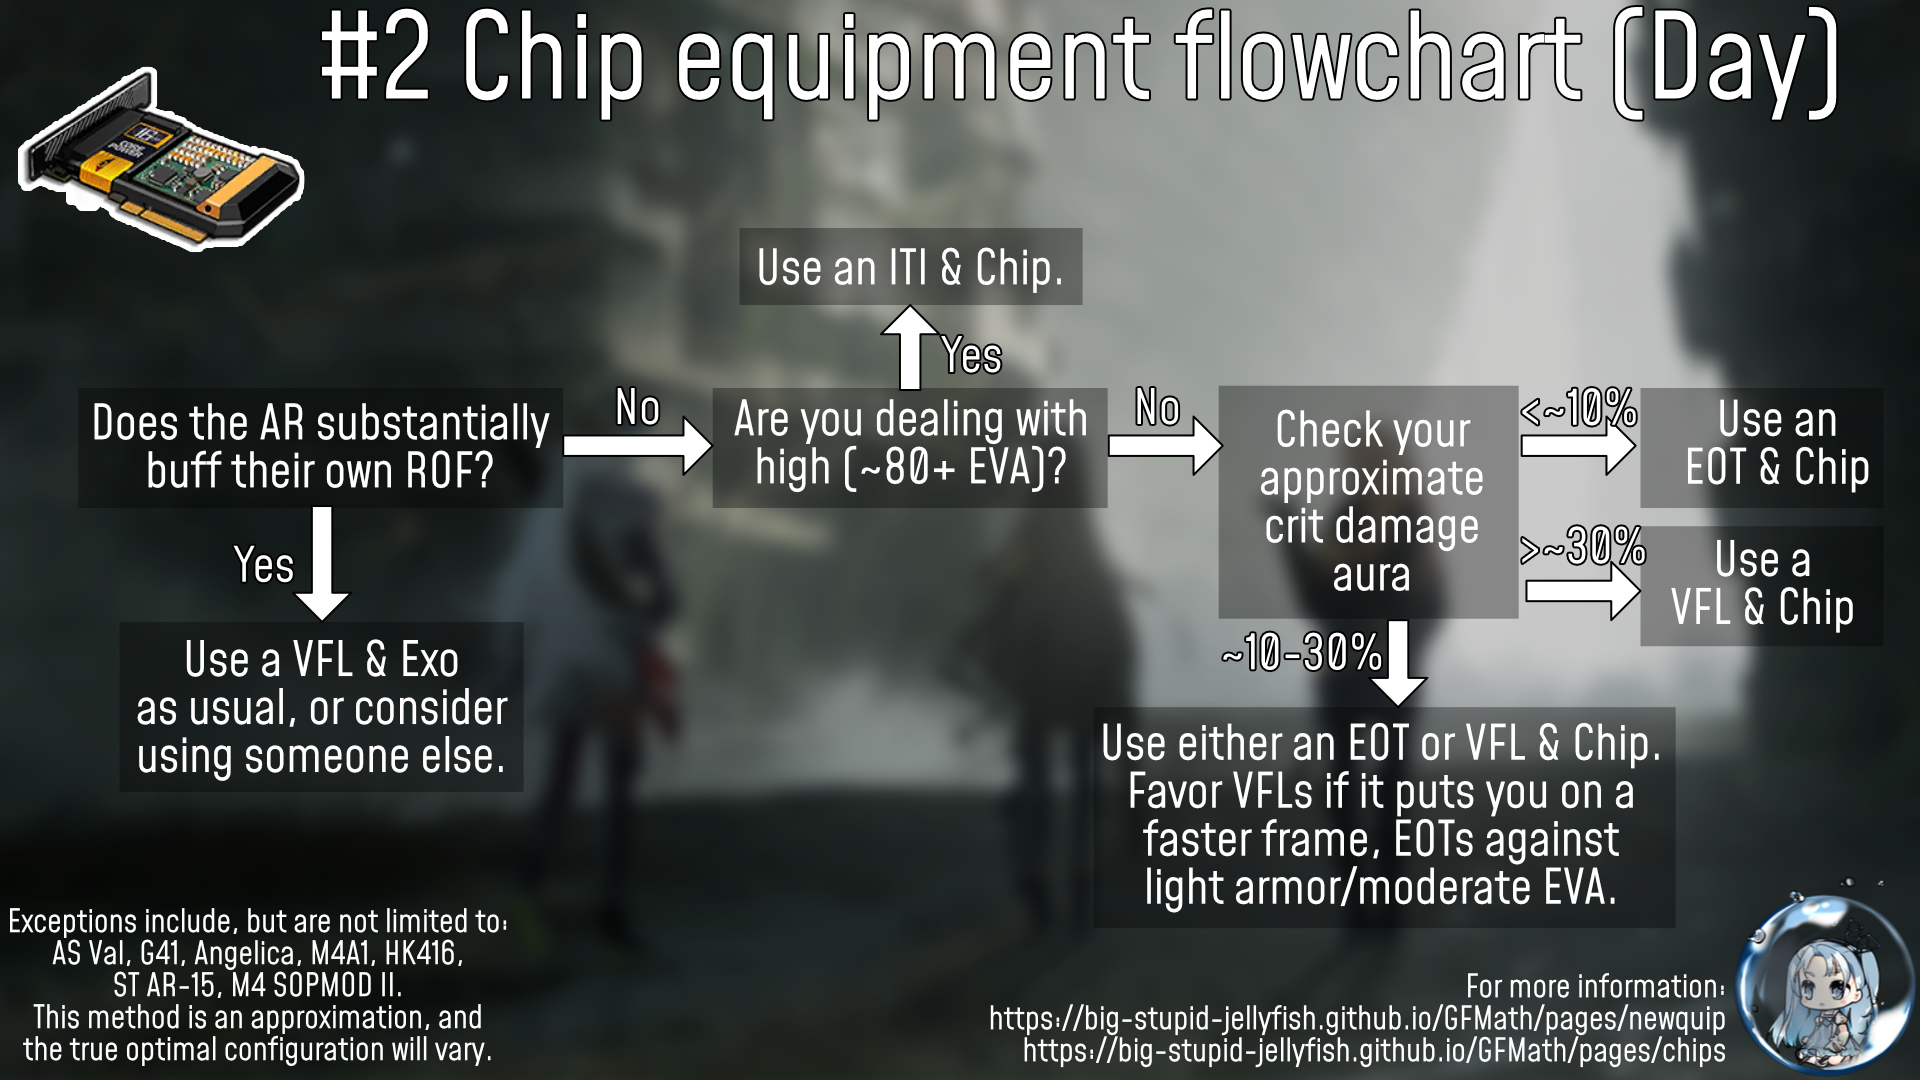 #2 Chip equipment flowchart (Day)
16
CORE
POWER
Use an ITI & Chip.
Yes
Does the AR substantially
buff their own ROF?
No
Are you dealing with
high (~80+ EVA)?
No
Check your
approximate
crit damage
aura
<~10%
Use an
EOT & Chip
>~30%
Use a
VFL & Chip
Yes
Use a VFL & Exo
as usual, or consider
using someone else.
~10-30%
Use either an EOT or VFL & Chip.
Favor VFLs if it puts you on a
faster frame, EOTs against
light armor/moderate EVA.
Exceptions include, but are not limited to:
AS Val, G41, Angelica, M4A1, HK416,
ST AR-15, M4 SOPMOD II.
This method is an approximation, and
the true optimal configuration will vary.
For more information:
https://big-stupid-jellyfish.github.io/GFMath/pages/newquip
https://big-stupid-jellyfish.github.io/GFMath/pages/chips